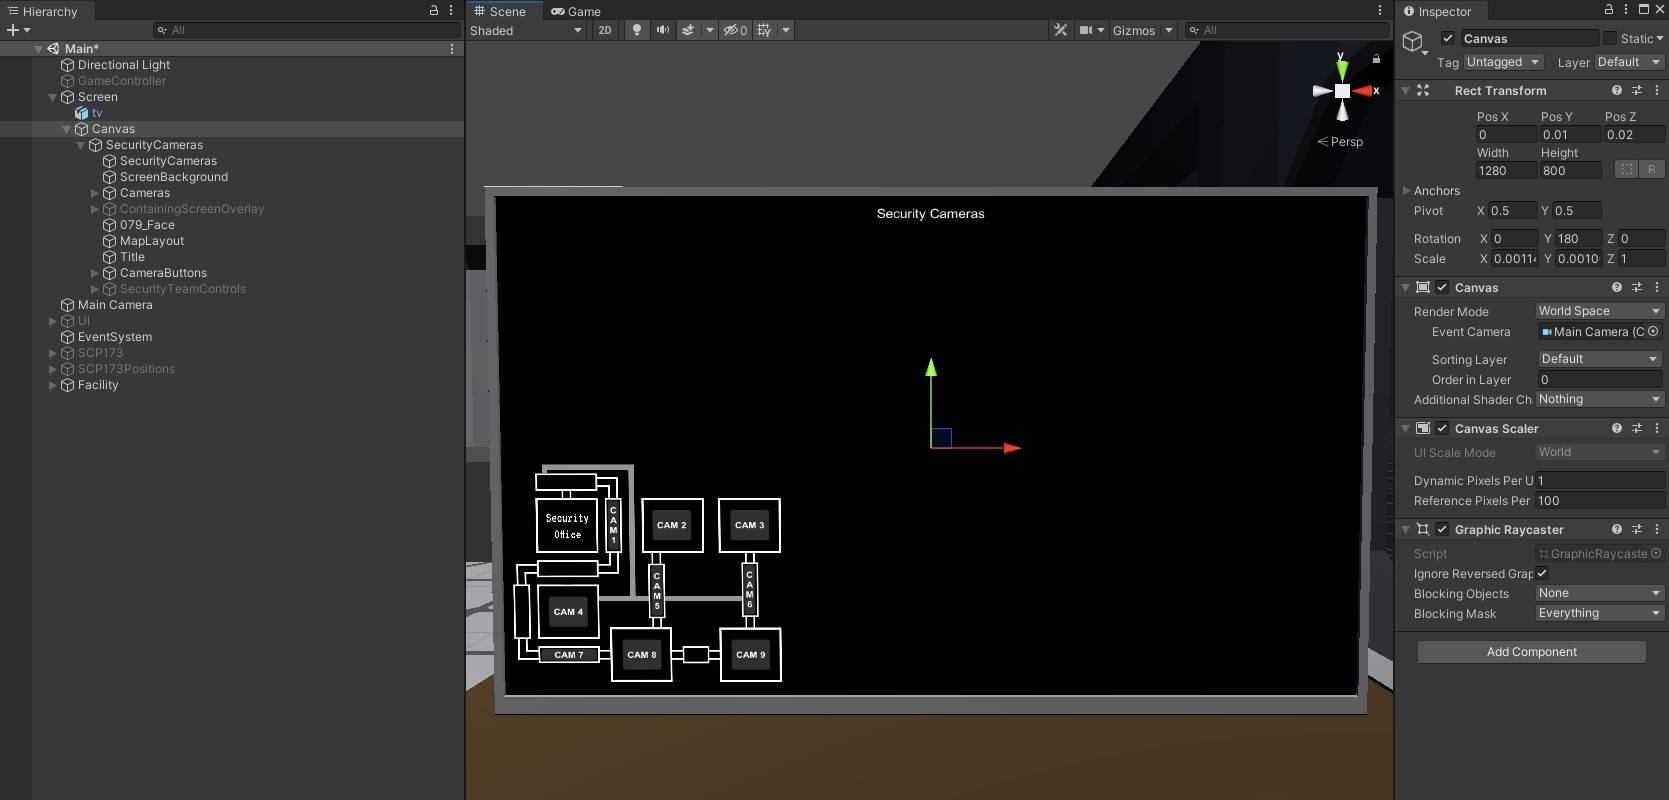 Hierarchy
All
Main*
Directional Light
GameController
Screen
tv
Canvas
SecurityCameras
SecurityCameras
ScreenBackground
Cameras
ContainingScreenOverlay
079_Face
MapLayout
Title
CameraButtons
SecurityTeamControls
Main Camera
UI
EventSystem
SCP173
SCP173Positions
Facility
Scene
Game
Shaded
2D
0
Gizmos
All
y
x
Persp
Security Cameras
Security
Office
CAM 1
CAM 2
CAM 3
CAM 4
CAM 5
CAM 6
CAM 7
CAM 8
CAM 9
Inspector
Canvas
Static
Tag Untagged Layer Default
Rect Transform
Pos X Pos Y Pos Z
0 0.01 0.02
Width Height
1280 800 R
Anchors
Pivot X 0.5 Y 0.5
Rotation X 0 Y 180 Z 0
Scale X 0.00114 Y 0.0010 Z 1
Canvas
Render Mode World Space
Event Camera Main Camera (C
Sorting Layer Default
Order in Layer 0
Additional Shader Ch Nothing
Canvas Scaler
UI Scale Mode World
Dynamic Pixels Per U 1
Reference Pixels Per 100
Graphic Raycaster
Script GraphicRaycaste
Ignore Reversed Grap
Blocking Objects None
Blocking Mask Everything
Add Component